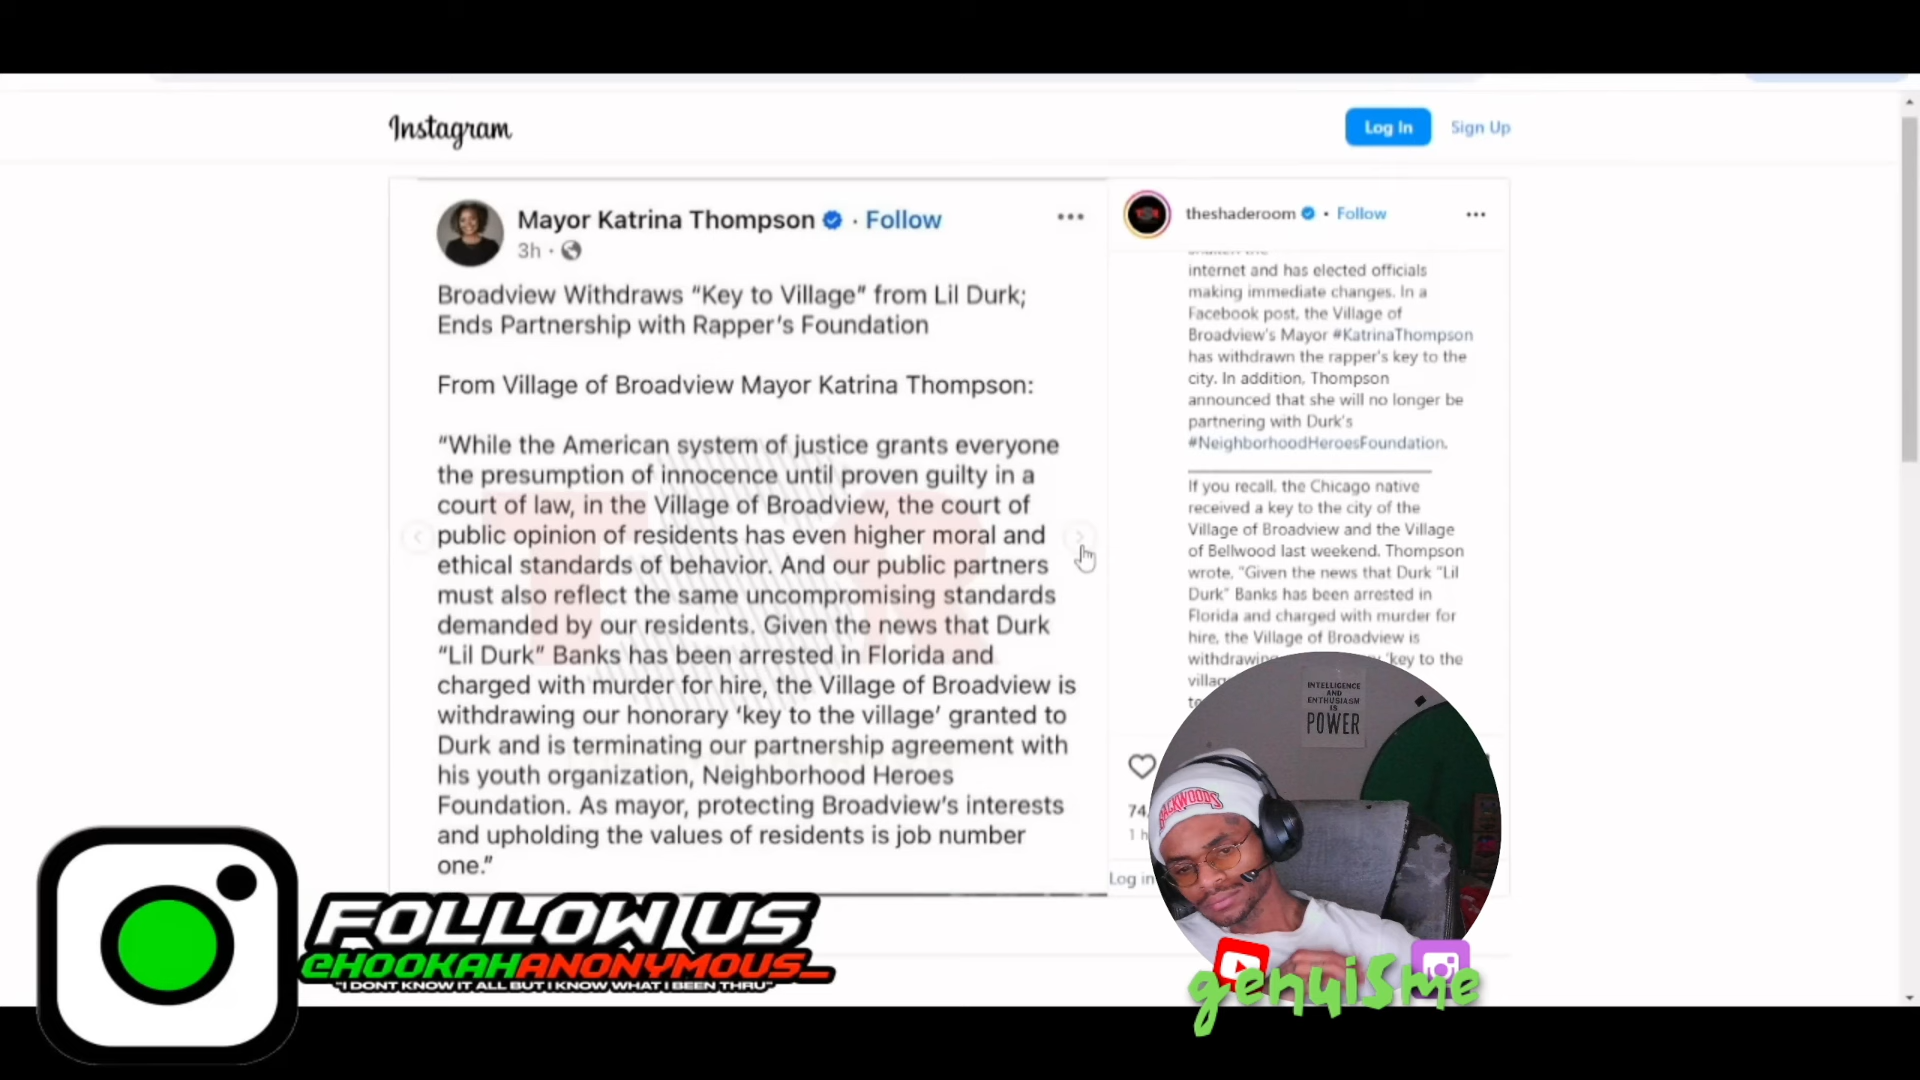 Instagram
Log In
Sign Up
Mayor Katrina Thompson · Follow
3h ·
Broadview Withdraws “Key to Village” from Lil Durk;
Ends Partnership with Rapper’s Foundation
From Village of Broadview Mayor Katrina Thompson:
“While the American system of justice grants everyone
the presumption of innocence until proven guilty in a
court of law, in the Village of Broadview, the court of
public opinion of residents has even higher moral and
ethical standards of behavior. And our public partners
must also reflect the same uncompromising standards
demanded by our residents. Given the news that Durk
“Lil Durk” Banks has been arrested in Florida and
charged with murder for hire, the Village of Broadview is
withdrawing our honorary ‘key to the village’ granted to
Durk and is terminating our partnership agreement with
his youth organization, Neighborhood Heroes
Foundation. As mayor, protecting Broadview’s interests
and upholding the values of residents is job number
one.”
theshaderoom • Follow
internet and has elected officials
making immediate changes. In a
Facebook post, the Village of
Broadview's Mayor #KatrinaThompson
has withdrawn the rapper's key to the
city. In addition, Thompson
announced that she will no longer be
partnering with Durk's
#NeighborhoodHeroesFoundation.
If you recall, the Chicago native
received a key to the city of the
Village of Broadview and the Village
of Bellwood last weekend. Thompson
wrote, "Given the news that Durk "Lil
Durk" Banks has been arrested in
Florida and charged with murder for
hire, the Village of Broadview is
'key to the
74,
Log in
INTELLIGENCE
AND
ENTHUSIASM
IS
POWER
BACKWOODS
genuisme
FOLLOW US
@HOOKAHANONYMOUS_
"I DONT KNOW IT ALL BUT I KNOW WHAT I BEEN THRU"